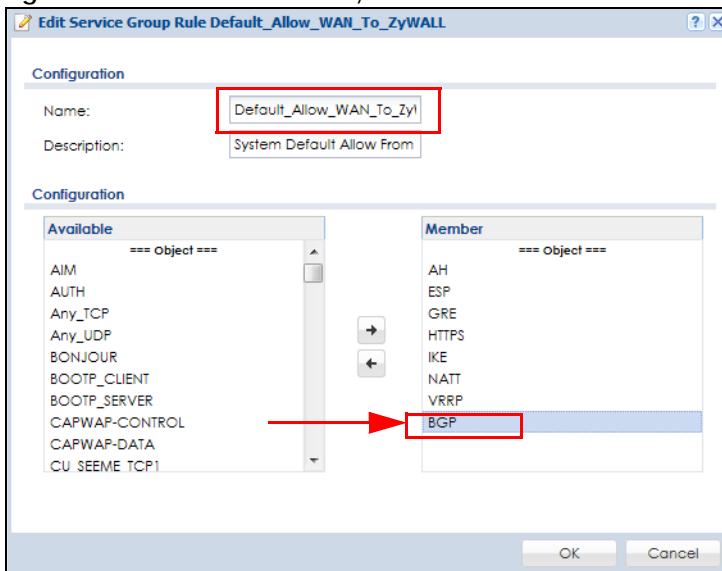 Edit Service Group Rule Default_Allow_WAN_To_ZyWALL
Configuration
Name: Default_Allow_WAN_To_Zy
Description: System Default Allow From
Configuration
Available
=== Object ===
AIM
AUTH
Any_TCP
Any_UDP
BONJOUR
BOOTP_CLIENT
BOOTP_SERVER
CAPWAP-CONTROL
CAPWAP-DATA
CU_SEEME_TCP1
Member
=== Object ===
AH
ESP
GRE
HTTPS
IKE
NATT
VRRP
BGP
OK Cancel